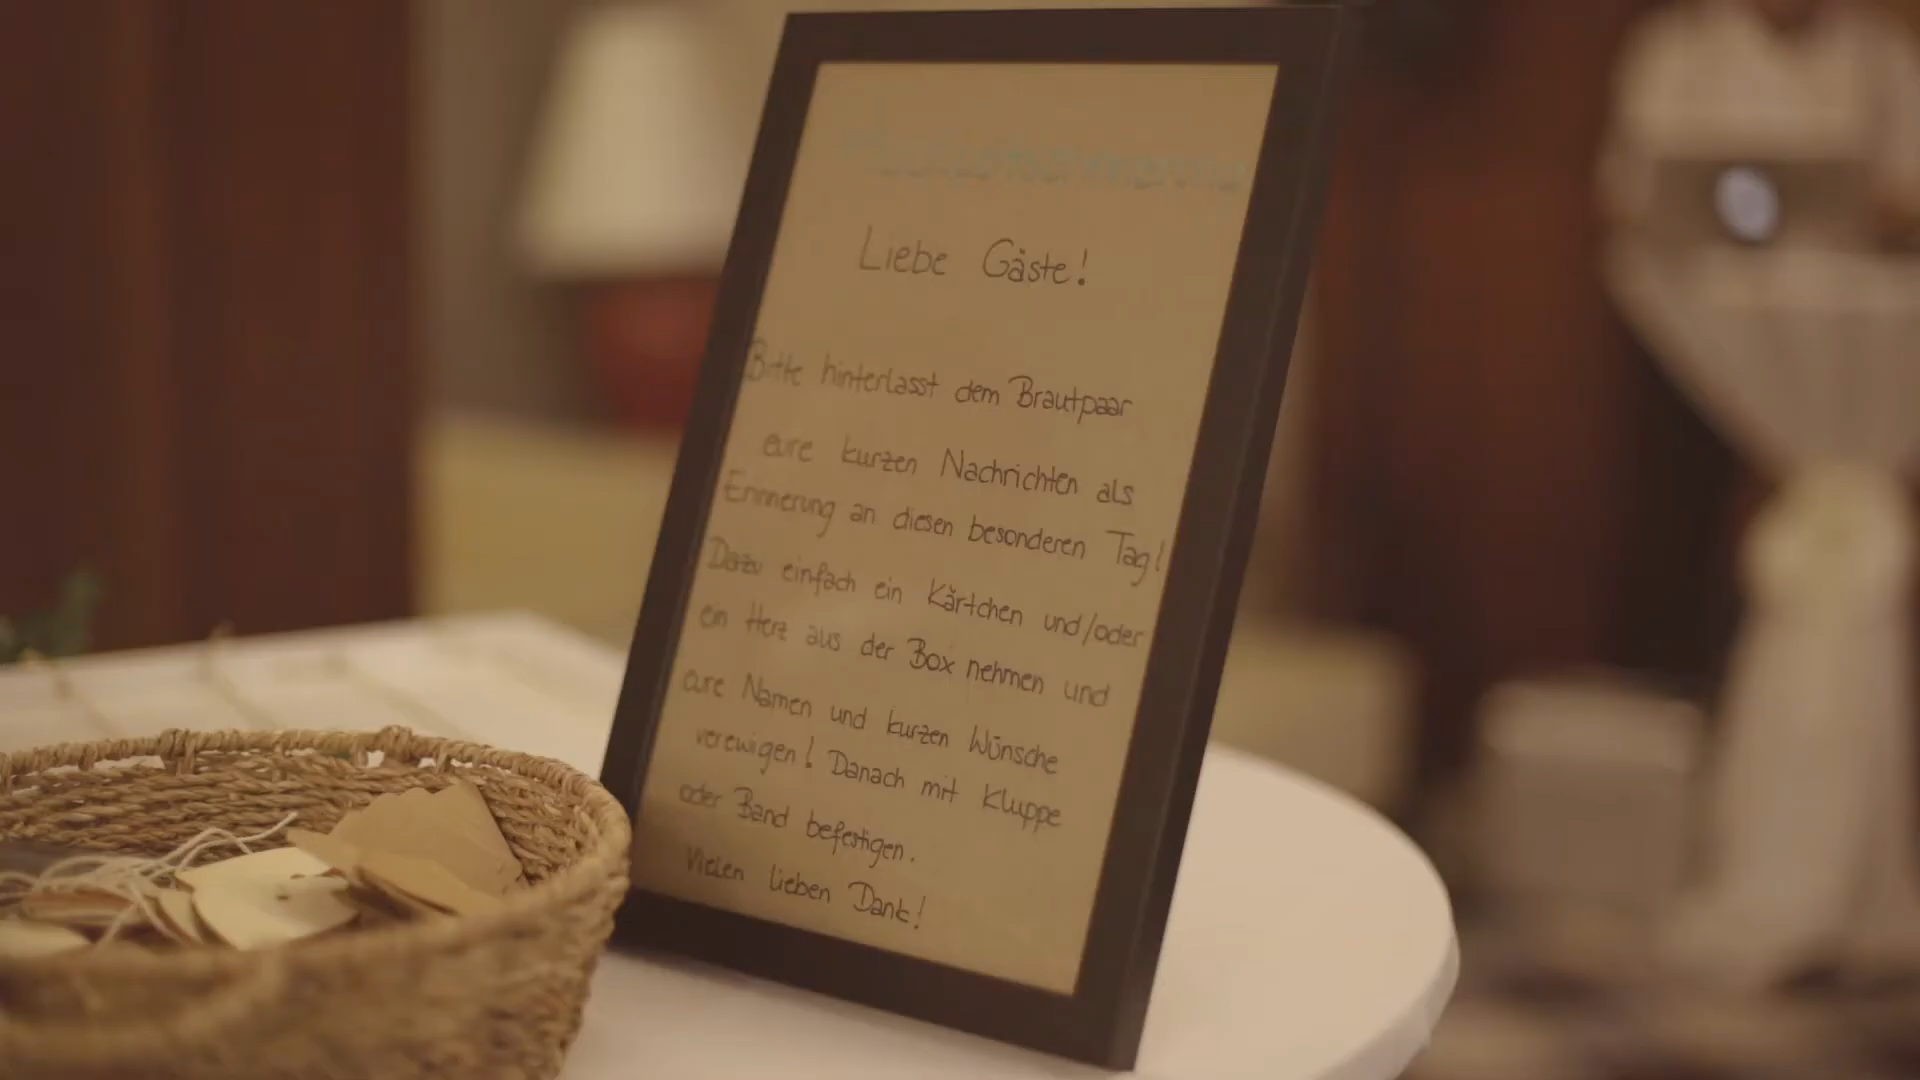 Liebe Gäste!
Bitte hinterlasst dem Brautpaar
eure kurzen Nachrichten als
Erinnerung an diesen besonderen Tag!
Dazu einfach ein Kärtchen und/oder
ein Herz aus der Box nehmen und
eure Namen und kurzen Wünsche
verewigen! Danach mit Kluppe
oder Band befestigen.
Vielen lieben Dank!